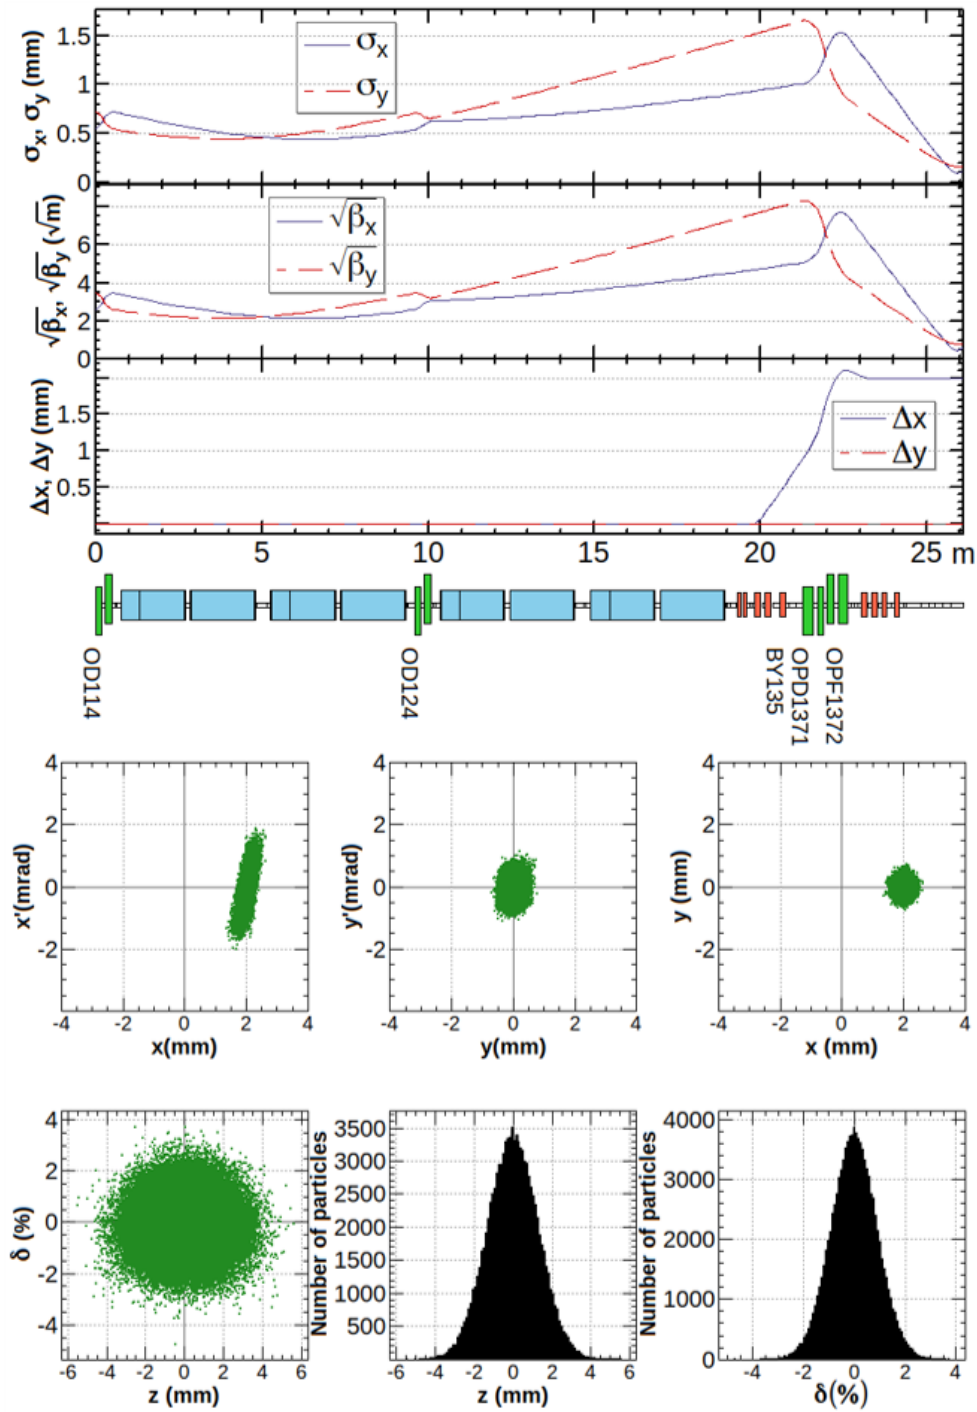 σx, σy (mm)
1.5
1
0.5
0
σx
σy
√βx, √βy (√m)
6
4
2
0
√βx
√βy
Δx, Δy (mm)
1.5
1
0.5
Δx
Δy
0 5 10 15 20 25 m
OD114
OD124
BY135
OPD1371
OPF1372
x'(mrad)
4
2
0
-2
-4 -2 0 2 4
x(mm)
y'(mrad)
4
2
0
-2
-4 -2 0 2 4
y(mm)
y (mm)
4
2
0
-2
-4 -2 0 2 4
x (mm)
δ (%)
4
2
0
-2
-4
-6 -4 -2 0 2 4 6
z (mm)
Number of particles
3500
3000
2500
2000
1500
1000
500
-6 -4 -2 0 2 4 6
z (mm)
Number of particles
4000
3000
2000
1000
0
-4 -2 0 2 4
δ(%)